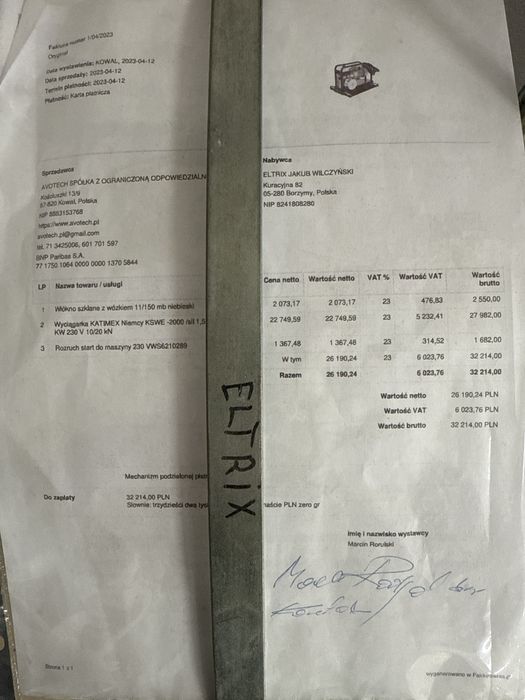 Faktura numer 1/04/2023
Oryginał
Data wystawienia: KOWAL, 2023-04-12
Data sprzedaży: 2023-04-12
Termin płatności: 2023-04-12
Płatność: Karta płatnicza
Sprzedawca
AVOTECH SPÓŁKA Z OGRANICZONĄ ODPOWIEDZIALN
13/9
87-820 Kowal, Polska
NIP 8883153768
https://www.avotech.pl
avotech.pl@gmail.com
tel. 71 3425006, 601 701 597
BNP Paribas S.A.
77 1750 1064 0000 0000 1370 5844
Nabywca
ELTRIX JAKUB WILCZYŃSKI
Kuracyjna 82
05-280 Borzymy, Polska
NIP 8241808280
LP Nazwa towaru / usługi Cena netto Wartość netto VAT % Wartość VAT Wartość brutto
1 Włókno szklane z wózkiem 11/150 mb niebieski 2 073,17 2 073,17 23 476,83 2 550,00
2 Wyciągarka KATIMEX Niemcy KSWE -2000 n/l 1,5 22 749,59 22 749,59 23 5 232,41 27 982,00
KW 230 V 10/20 kN
3 Rozruch start do maszyny 230 VWS6210289 1 367,48 1 367,48 23 314,52 1 682,00
W tym 26 190,24 23 6 023,76 32 214,00
Razem 26 190,24 6 023,76 32 214,00
Wartość netto 26 190,24 PLN
Wartość VAT 6 023,76 PLN
Wartość brutto 32 214,00 PLN
ELTRIX
Mechanizm podzielonej płatn
Do zapłaty 32 214,00 PLN
Słownie: trzydzieści dwa tys naście PLN zero gr
Imię i nazwisko wystawcy
Marcin Rorulski
Strona 1 z 1
wygenerowano w